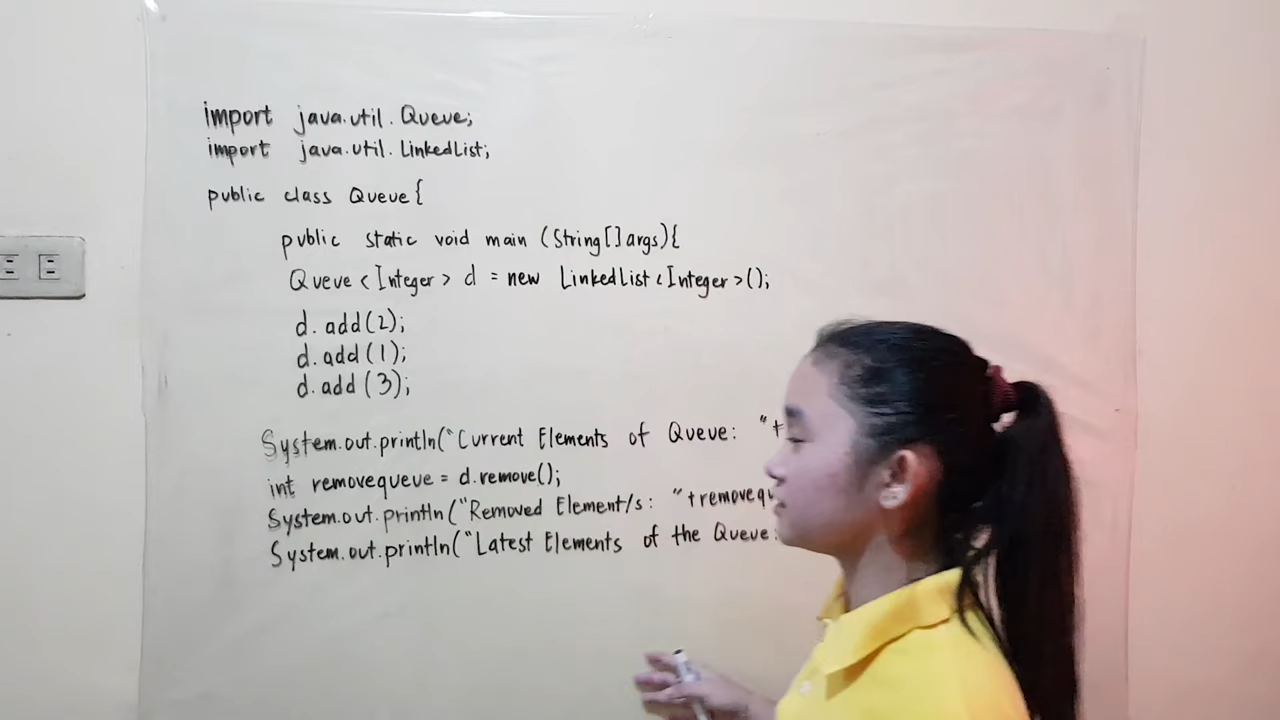 import java.util.Queue;
import java.util.LinkedList;
public class Queue{
public static void main (String[]args){
Queue<Integer> d = new LinkedList<Integer>();
d.add(2);
d.add(1);
d.add(3);
System.out.println("Current Elements of Queue: "+
int removequeue = d.remove();
System.out.println("Removed Element/s: "+removequ
System.out.println("Latest Elements of the Queue: